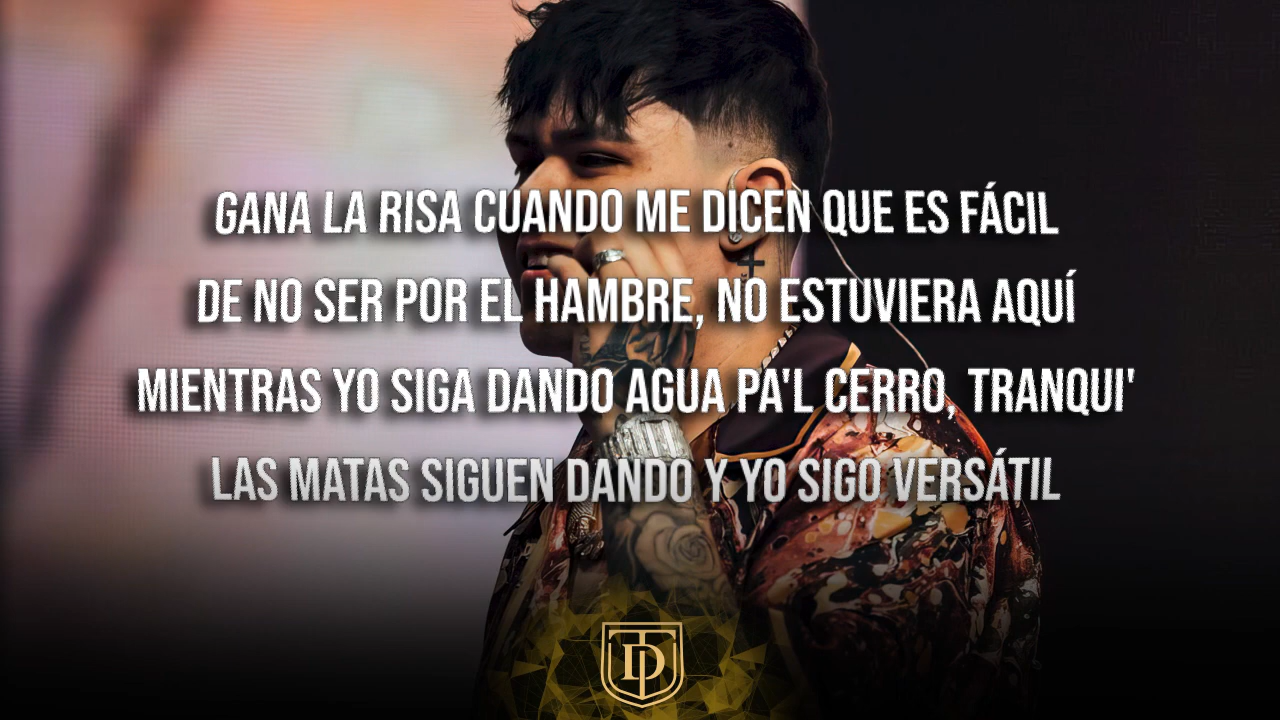 GANA LA RISA CUANDO ME DICEN QUE ES FÁCIL
DE NO SER POR EL HAMBRE, NO ESTUVIERA AQUÍ
MIENTRAS YO SIGA DANDO AGUA PA'L CERRO, TRANQUI'
LAS MATAS SIGUEN DANDO Y YO SIGO VERSÁTIL
DP